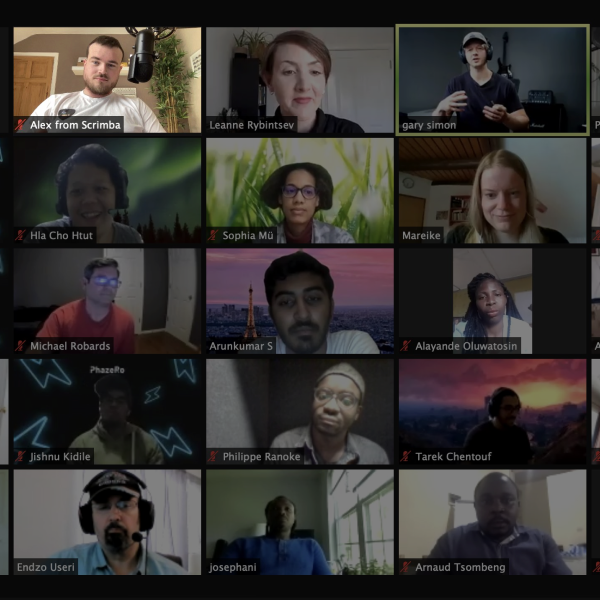 Alex from Scrimba
Leanne Rybintsev
gary simon
Hla Cho Htut
Sophia Mü
Mareike
Michael Robards
Arunkumar S
Alayande Oluwatosin
PhazeRo
Jishnu Kidile
Philippe Ranoke
Tarek Chentouf
Endzo Useri
josephani
Arnaud Tsombeng